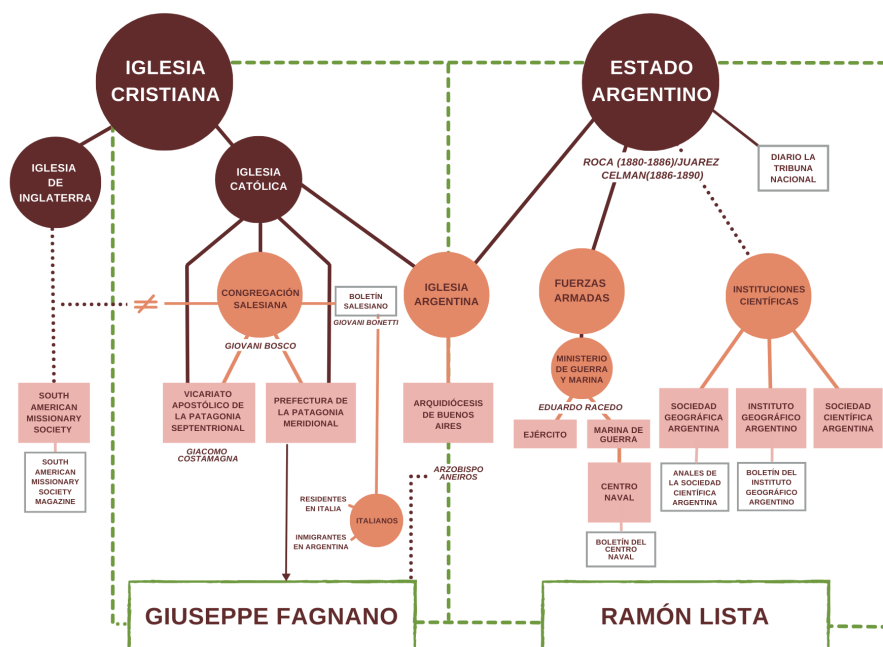 IGLESIA
CRISTIANA
ESTADO
ARGENTINO
IGLESIA
DE
INGLATERRA
IGLESIA
CATÓLICA
ROCA (1880-1886)/JUAREZ
CELMAN(1886-1890)
DIARIO LA
TRIBUNA
NACIONAL
CONGREGACIÓN
SALESIANA
GIOVANI BOSCO
BOLETÍN
SALESIANO
GIOVANI BONETTI
IGLESIA
ARGENTINA
FUERZAS
ARMADAS
INSTITUCIONES
CIENTÍFICAS
MINISTERIO
DE GUERRA
Y MARINA
EDUARDO RACEDO
SOUTH
AMERICAN
MISSIONARY
SOCIETY
VICARIATO
APOSTÓLICO DE
LA PATAGONIA
SEPTENTRIONAL
GIACOMO
COSTAMAGNA
PREFECTURA DE
LA PATAGONIA
MERIDIONAL
ARQUIDIÓCESIS
DE BUENOS
AIRES
ARZOBISPO
ANEIROS
EJÉRCITO
MARINA DE
GUERRA
SOCIEDAD
GEOGRÁFICA
ARGENTINA
INSTITUTO
GEOGRÁFICO
ARGENTINO
SOCIEDAD
CIENTÍFICA
ARGENTINA
SOUTH
AMERICAN
MISSIONARY
SOCIETY
MAGAZINE
CENTRO
NAVAL
ANALES DE
LA SOCIEDAD
CIENTÍFICA
ARGENTINA
BOLETÍN DEL
INSTITUTO
GEOGRÁFICO
ARGENTINO
RESIDENTES
EN ITALIA
ITALIANOS
INMIGRANTES
EN ARGENTINA
BOLETÍN DEL
CENTRO
NAVAL
GIUSEPPE FAGNANO
RAMÓN LISTA